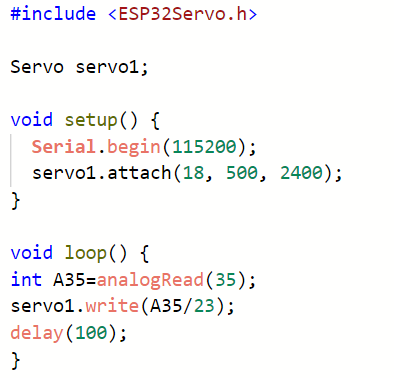 #include <ESP32Servo.h>
Servo servo1;
void setup() {
Serial.begin(115200);
servo1.attach(18, 500, 2400);
}
void loop() {
int A35=analogRead(35);
servo1.write(A35/23);
delay(100);
}